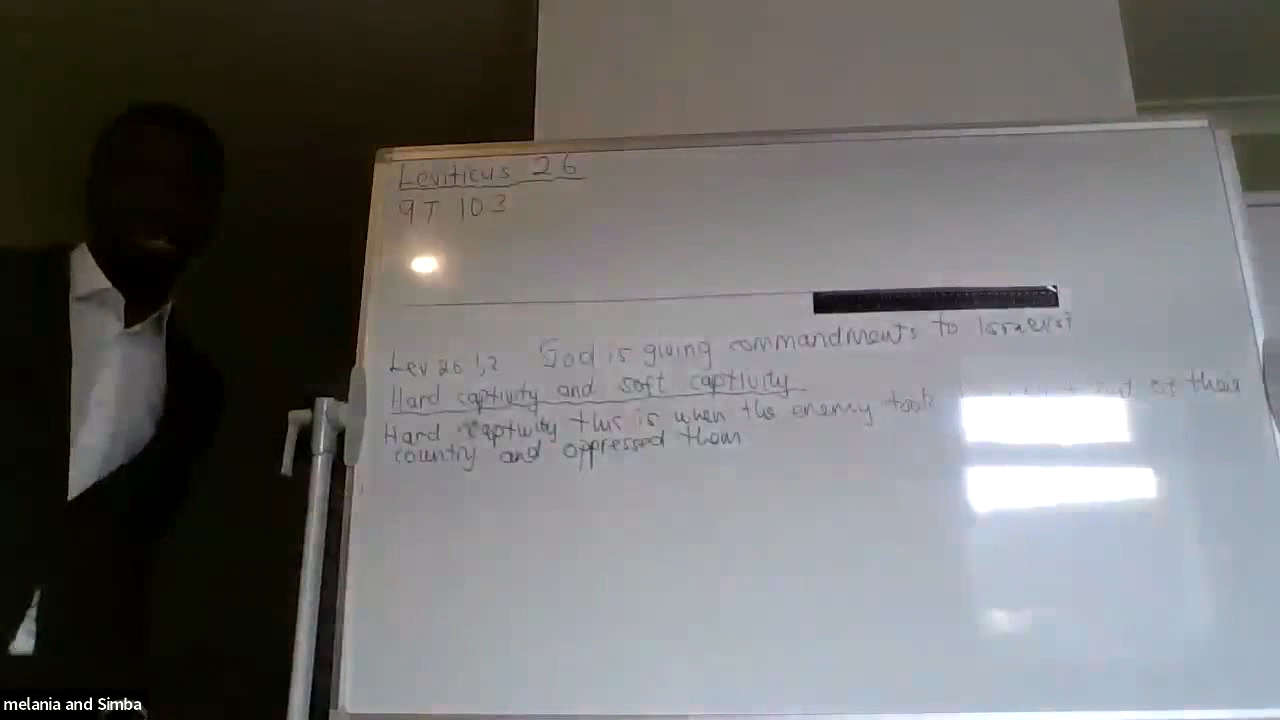 Leviticus 26
9T 103
Lev 26 1,2 God is giving commandments to
Hard captivity and soft captivity
Hard captivity this is when the enemy took out of their
country and oppressed them
melania and Simba